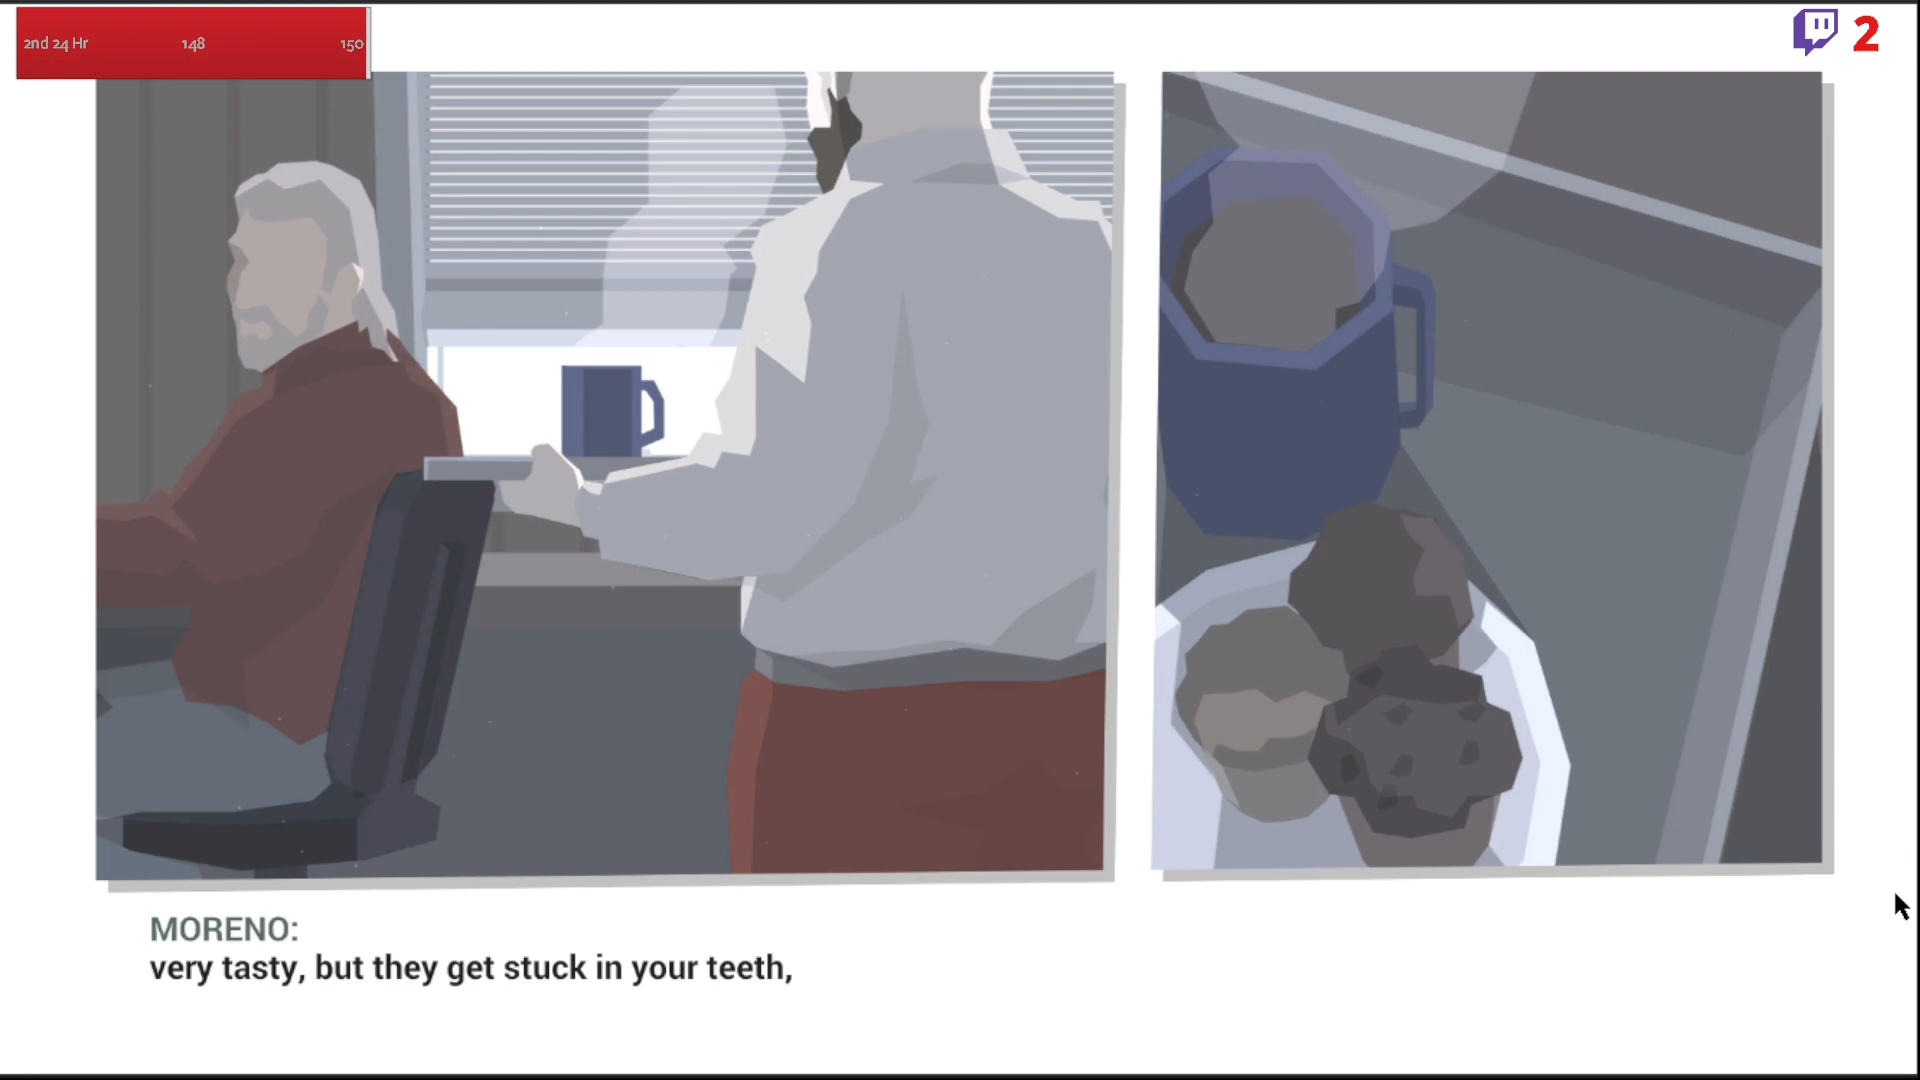 2nd 24 Hr 148 150
2
MORENO:
very tasty, but they get stuck in your teeth,